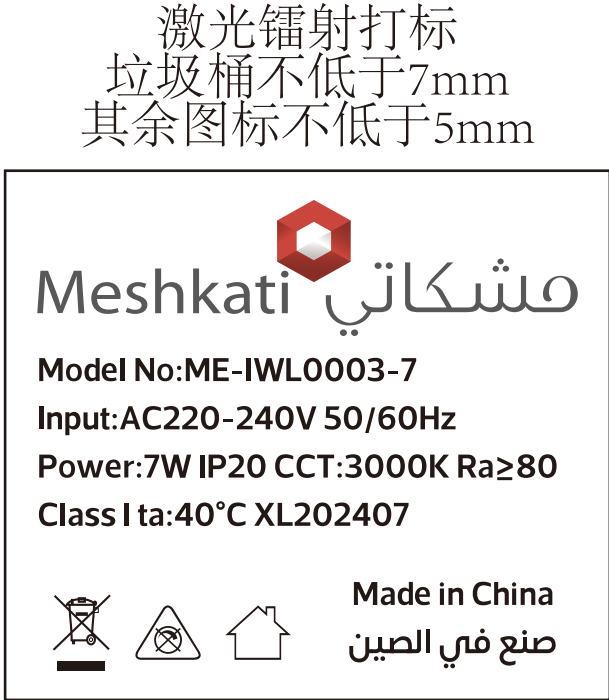 激光镭射打标
垃圾桶不低于7mm
其余图标不低于5mm
Meshkati مشكاتي
Model No:ME-IWL0003-7
Input:AC220-240V 50/60Hz
Power:7W IP20 CCT:3000K Ra≥80
Class I ta:40°C XL202407
Made in China
صنع في الصين